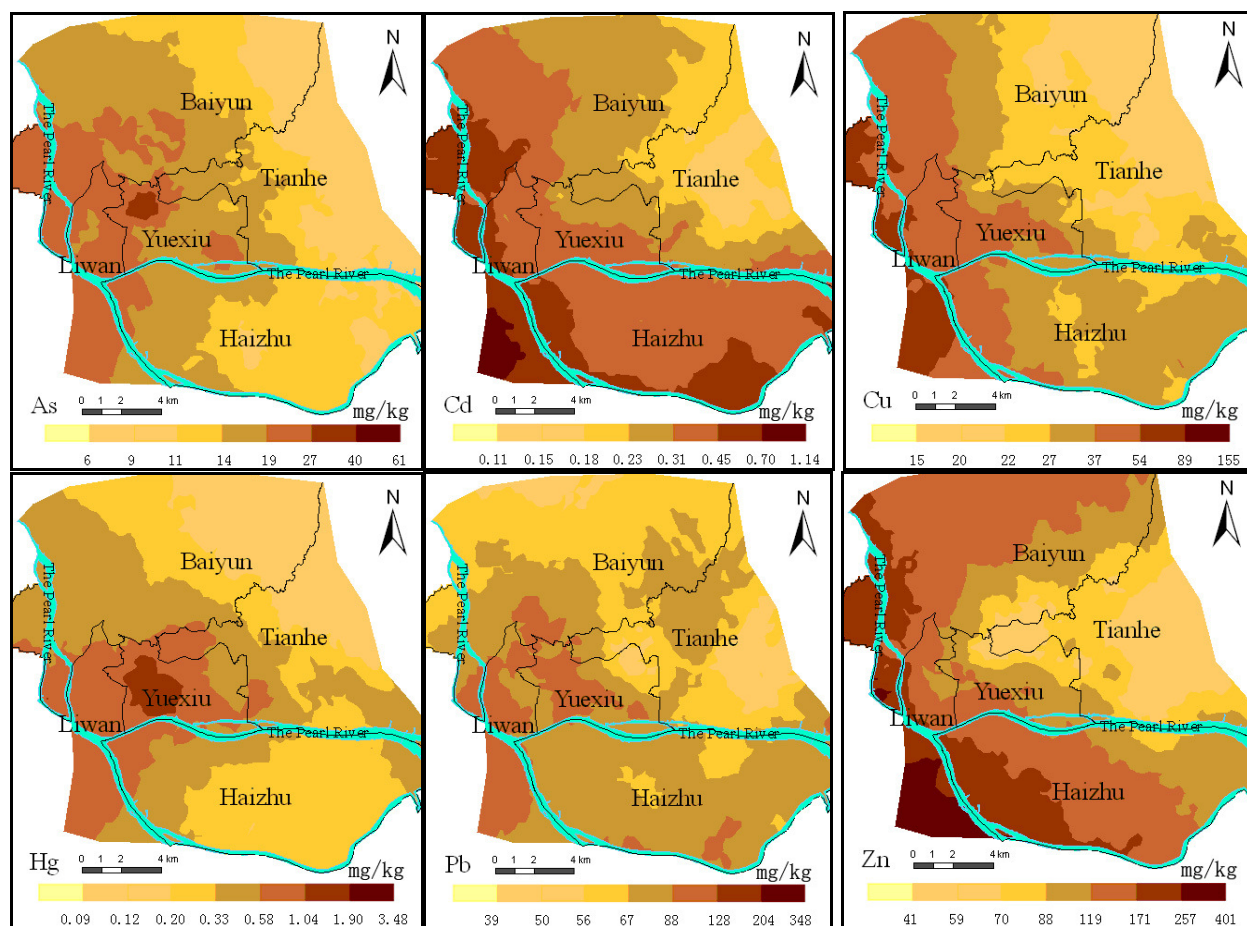 N
Baiyun
The Pearl River
Tianhe
Yuexiu
Liwan
The Pearl River
Haizhu
As
0 1 2 4 km
mg/kg
6 9 11 14 19 27 40 61
N
Baiyun
The Pearl River
Tianhe
Yuexiu
Liwan
The Pearl River
Haizhu
Cd
0 1 2 4 km
mg/kg
0.11 0.15 0.18 0.23 0.31 0.45 0.70 1.14
N
Baiyun
The Pearl River
Tianhe
Yuexiu
Liwan
The Pearl River
Haizhu
Cu
0 1 2 4 km
mg/kg
15 20 22 27 37 54 89 155
N
Baiyun
The Pearl River
Tianhe
Yuexiu
Liwan
The Pearl River
Haizhu
Hg
0 1 2 4 km
mg/kg
0.09 0.12 0.20 0.33 0.58 1.04 1.90 3.48
N
Baiyun
The Pearl River
Tianhe
Yuexiu
Liwan
The Pearl River
Haizhu
Pb
0 1 2 4 km
mg/kg
39 50 56 67 88 128 204 348
N
Baiyun
The Pearl River
Tianhe
Yuexiu
Liwan
The Pearl River
Haizhu
Zn
0 1 2 4 km
mg/kg
41 59 70 88 119 171 257 401